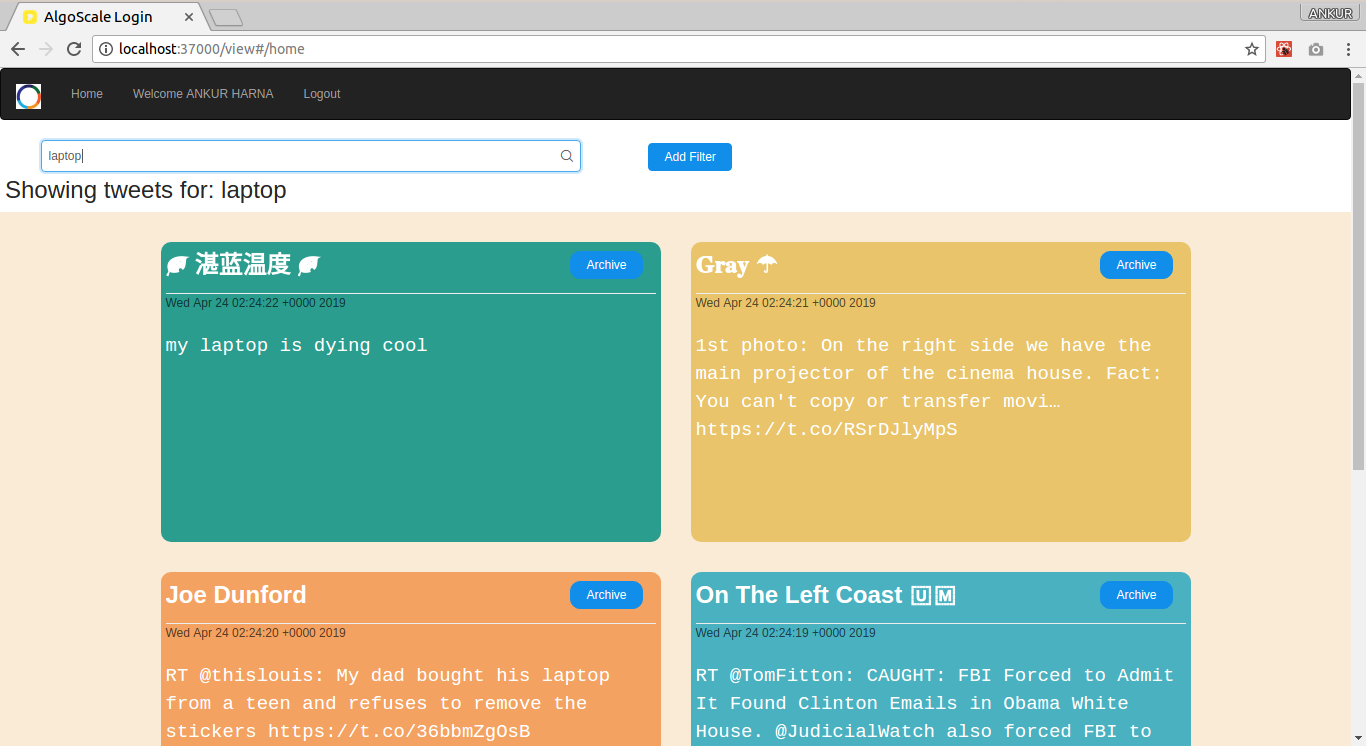 AlgoScale Login
ANKUR
localhost:37000/view#/home
Home Welcome ANKUR HARNA Logout
laptop
Add Filter
Showing tweets for: laptop
湛蓝温度
Archive
Wed Apr 24 02:24:22 +0000 2019
my laptop is dying cool
Gray ☂
Archive
Wed Apr 24 02:24:21 +0000 2019
1st photo: On the right side we have the
main projector of the cinema house. Fact:
You can't copy or transfer movi…
https://t.co/RSrDJlyMpS
Joe Dunford
Archive
Wed Apr 24 02:24:20 +0000 2019
RT @thislouis: My dad bought his laptop
from a teen and refuses to remove the
stickers https://t.co/36bbmZgOsB
On The Left Coast 🇺🇲
Archive
Wed Apr 24 02:24:19 +0000 2019
RT @TomFitton: CAUGHT: FBI Forced to Admit
It Found Clinton Emails in Obama White
House. @JudicialWatch also forced FBI to